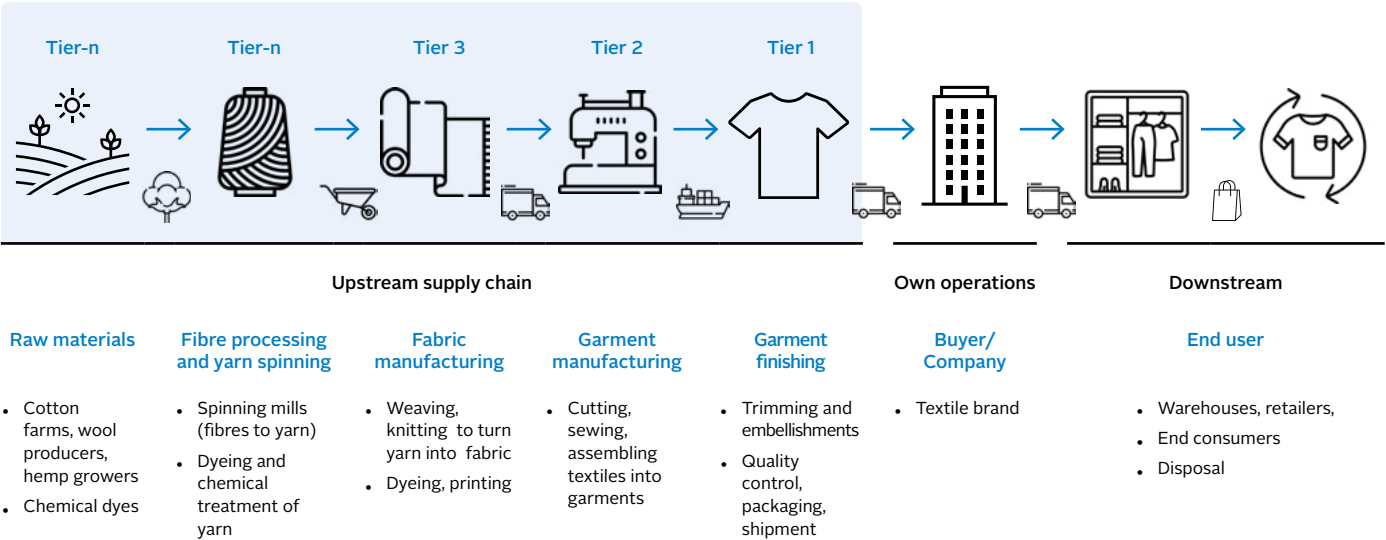 Tier-n
Tier-n
Tier 3
Tier 2
Tier 1
Upstream supply chain
Own operations
Downstream
Raw materials
• Cotton
farms, wool
producers,
hemp growers
• Chemical dyes
Fibre processing
and yarn spinning
• Spinning mills
(fibres to yarn)
• Dyeing and
chemical
treatment of
yarn
Fabric
manufacturing
• Weaving,
knitting to turn
yarn into fabric
• Dyeing, printing
Garment
manufacturing
• Cutting,
sewing,
assembling
textiles into
garments
Garment
finishing
• Trimming and
embellishments
• Quality
control,
packaging,
shipment
Buyer/
Company
• Textile brand
End user
• Warehouses, retailers,
• End consumers
• Disposal